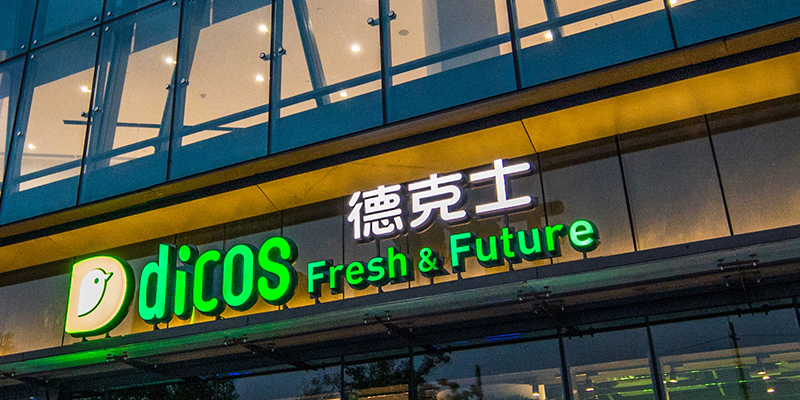 德克士
dicos Fresh & Future